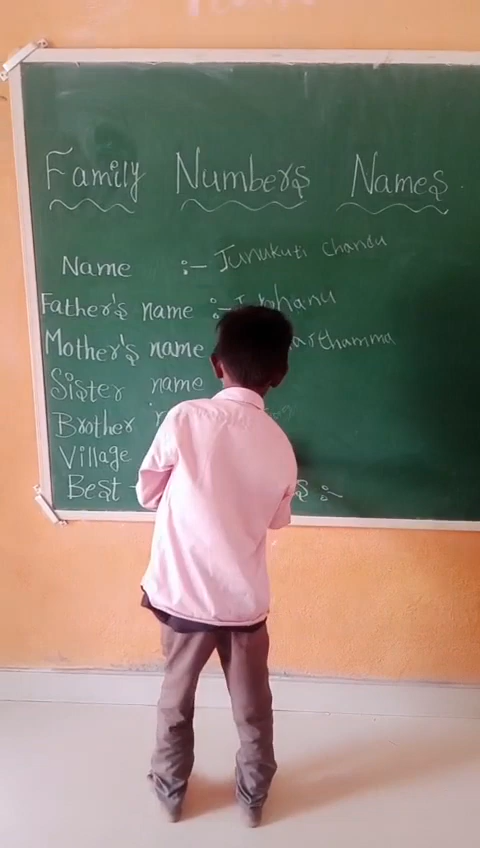 Family Numbers Names
Name :- Junukuti Chandu
Father's name :-
Mother's name
Sister name
Brother
Village
Best :-